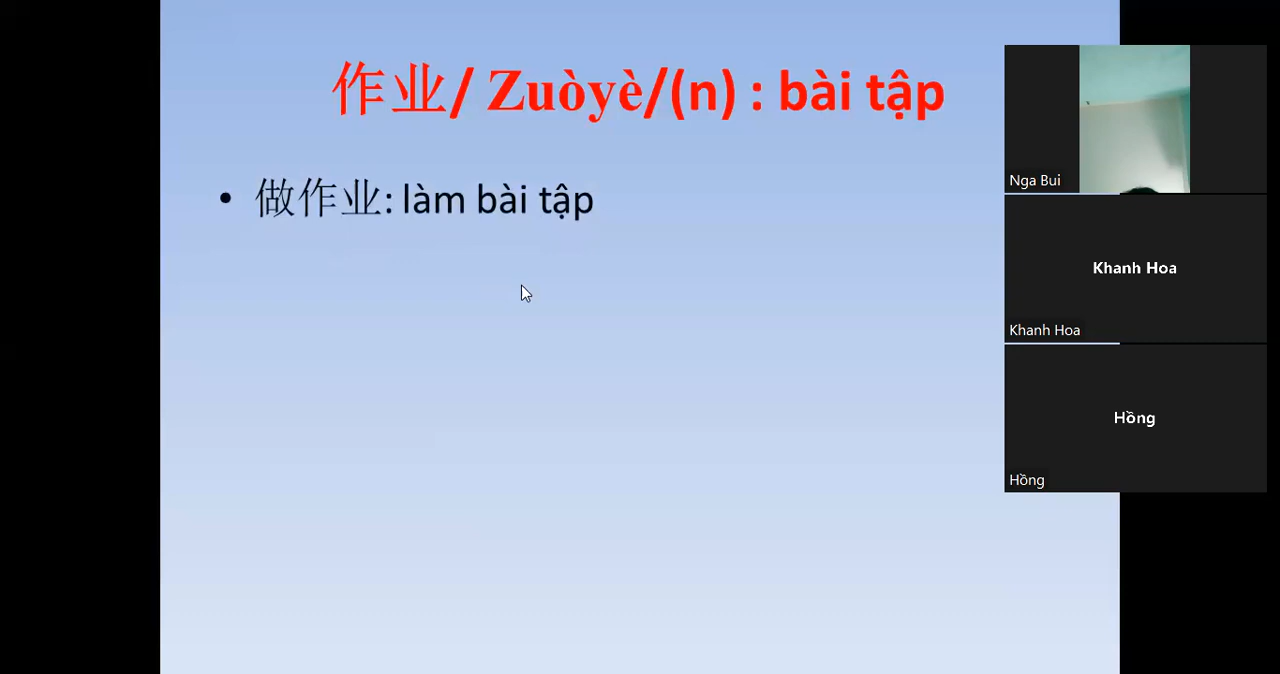 作业/ Zuòyè/(n) : bài tập
• 做作业: làm bài tập
Nga Bui
Khanh Hoa
Khanh Hoa
Hồng
Hồng